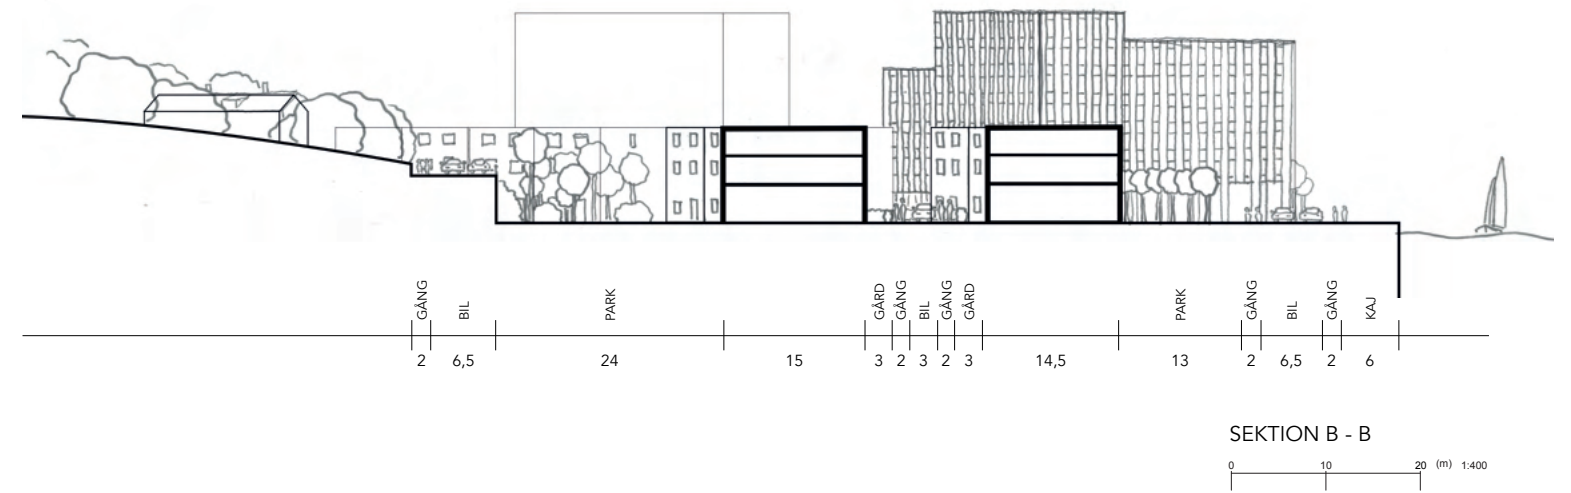 GÅNG BIL PARK GÅRD GÅNG BIL GÅNG GÅRD PARK GÅNG BIL GÅNG KAJ
2 6,5 24 15 3 2 3 2 3 14,5 13 2 6,5 2 6
SEKTION B - B
0 10 20 (m) 1:400